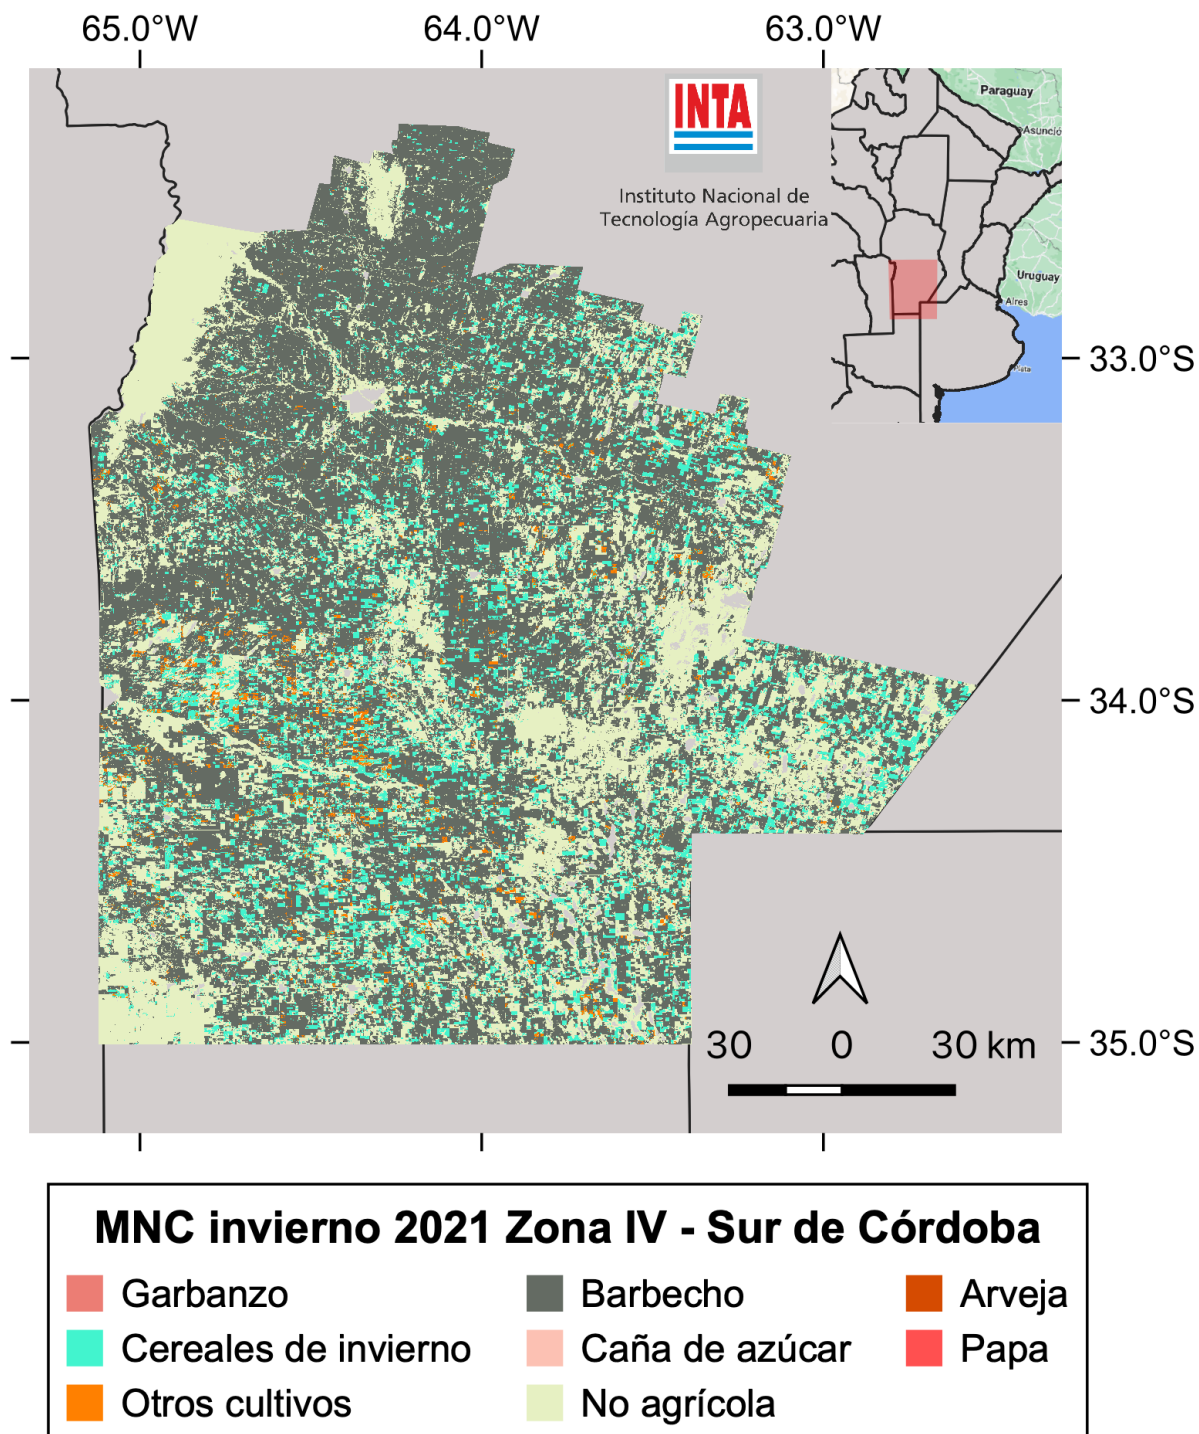 65.0°W 64.0°W 63.0°W
INTA
Instituto Nacional de
Tecnología Agropecuaria
Paraguay
Asunció
Uruguay
Aires
33.0°S
34.0°S
35.0°S
30 0 30 km
MNC invierno 2021 Zona IV - Sur de Córdoba
Garbanzo Barbecho Arveja
Cereales de invierno Caña de azúcar Papa
Otros cultivos No agrícola